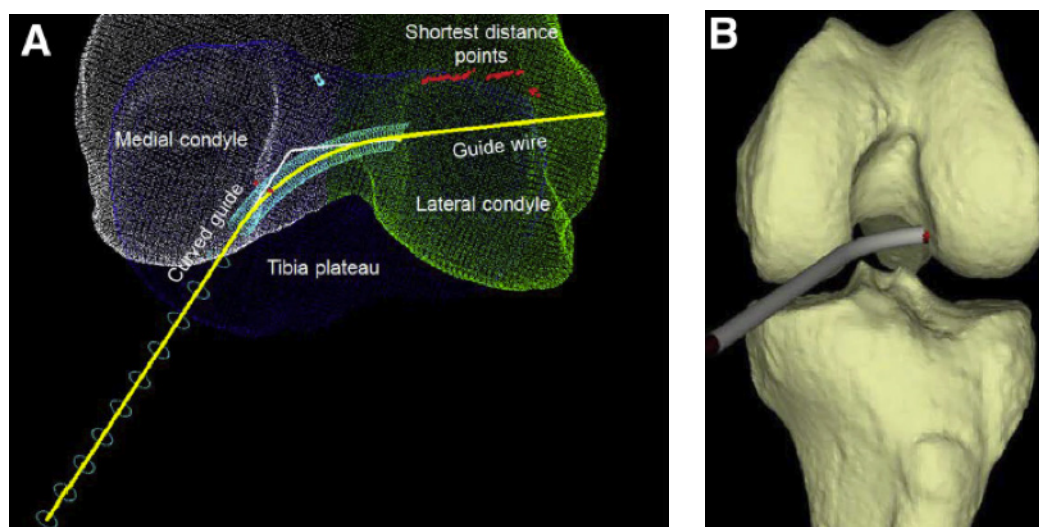 A
Shortest distance
points
Medial condyle
Guide wire
Curved guide
Lateral condyle
Tibia plateau
B